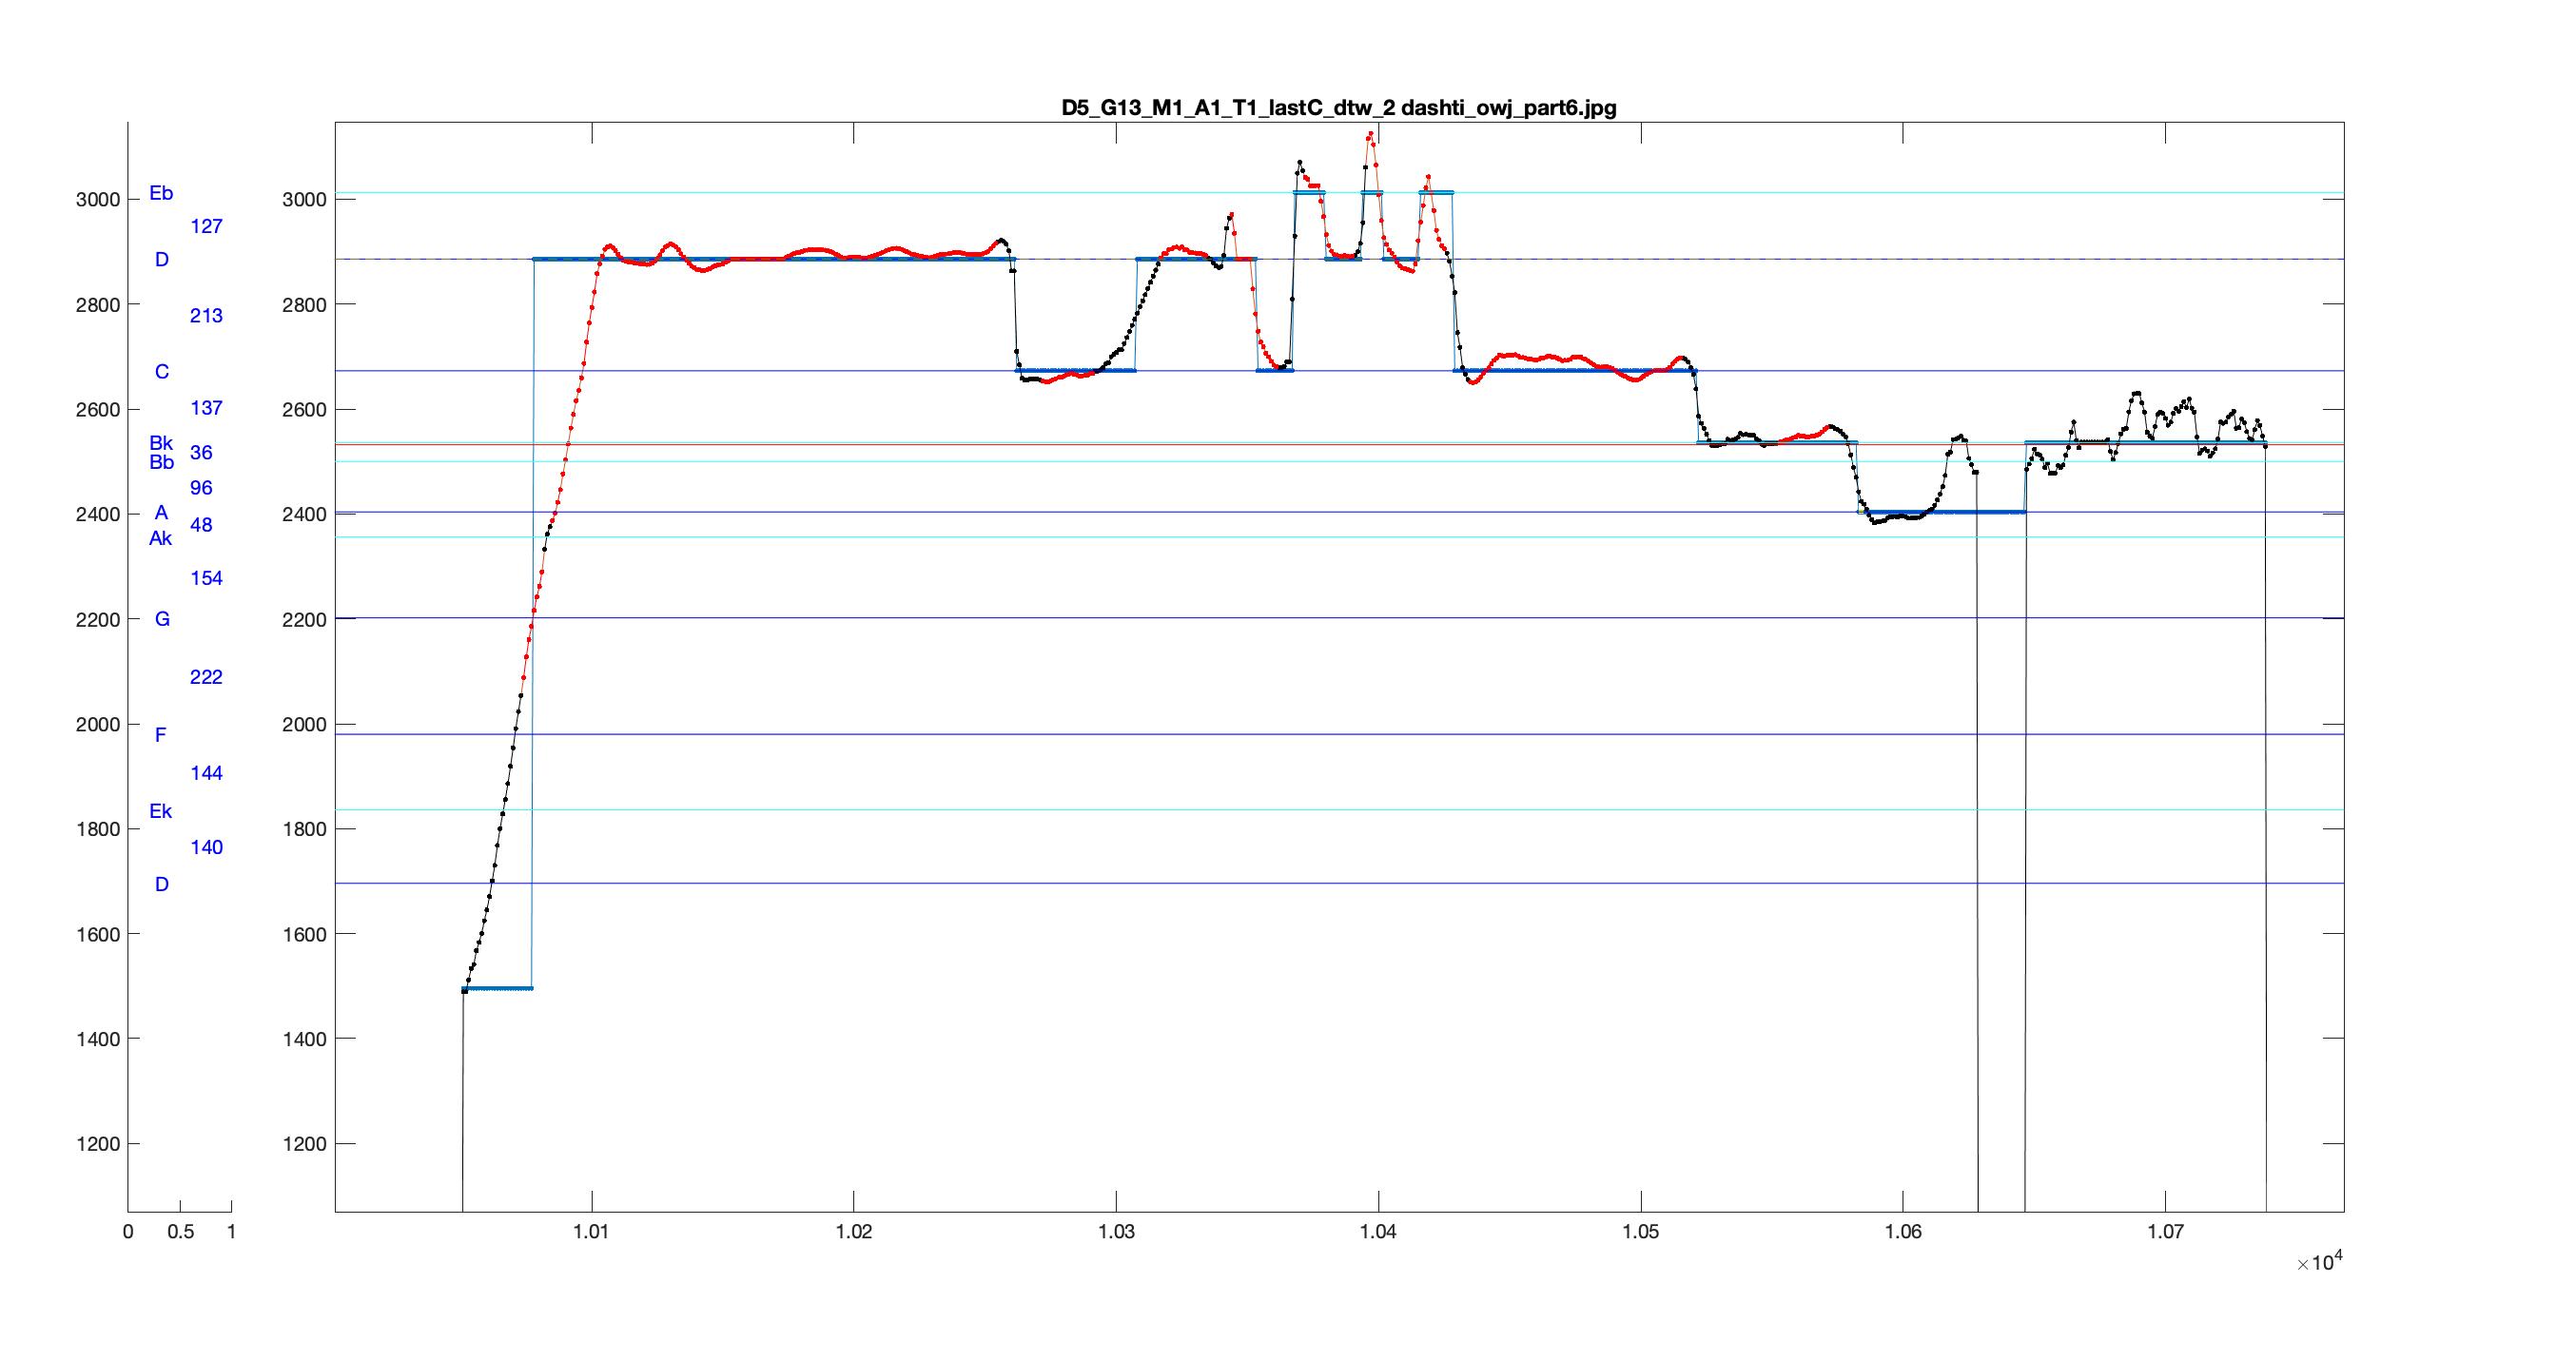 D5_G13_M1_A1_T1_lastC_dtw_2 dashti_owj_part6.jpg
3000 Eb 3000
127
D
213
2800 2800
C
137
2600 2600
Bk
36
Bb
96
2400 A 2400
48
Ak
154
2200 G 2200
222
2000 F 2000
144
Ek
1800 1800
140
D
1600 1600
1400 1400
1200 1200
0 0.5 1 1.01 1.02 1.03 1.04 1.05 1.06 1.07
×10⁴